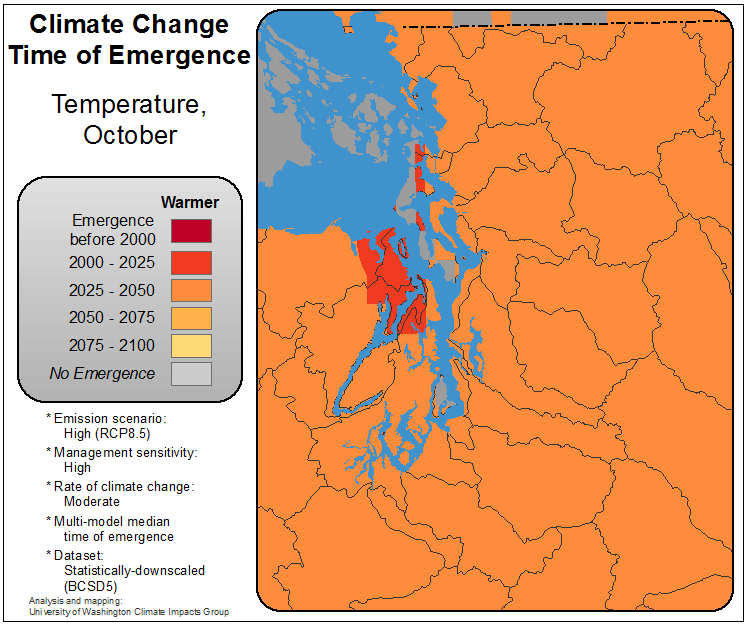 Climate Change
Time of Emergence
Temperature,
October
Warmer
Emergence
before 2000
2000 - 2025
2025 - 2050
2050 - 2075
2075 - 2100
No Emergence
* Emission scenario:
High (RCP8.5)
* Management sensitivity:
High
* Rate of climate change:
Moderate
* Multi-model median
time of emergence
* Dataset:
Statistically-downscaled
(BCSD5)
Analysis and mapping:
University of Washington Climate Impacts Group